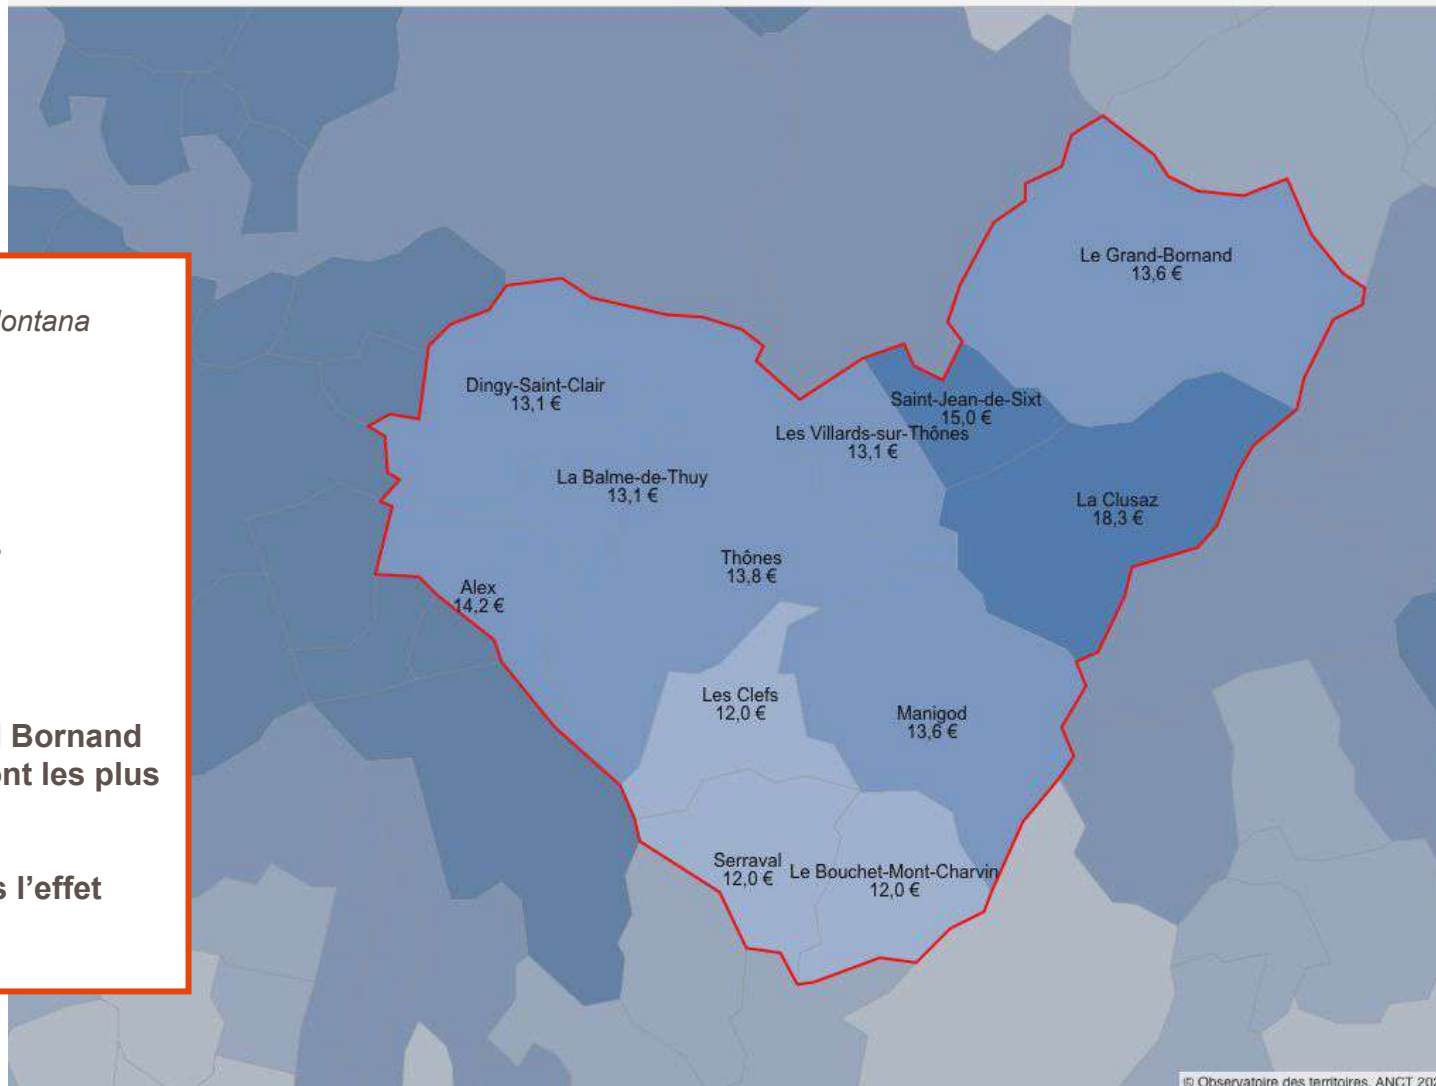 Le Grand-Bornand
13,6 €
Dingy-Saint-Clair
13,1 €
Saint-Jean-de-Sixt
15,0 €
Les Villards-sur-Thônes
13,1 €
La Balme-de-Thuy
13,1 €
La Clusaz
18,3 €
Thônes
13,8 €
Alex
14,2 €
Les Clefs
12,0 €
Manigod
13,6 €
Serraval
12,0 €
Le Bouchet-Mont-Charvin
12,0 €
Bornand
ont les plus
l'effet
© Observatoire des territoires, ANCT